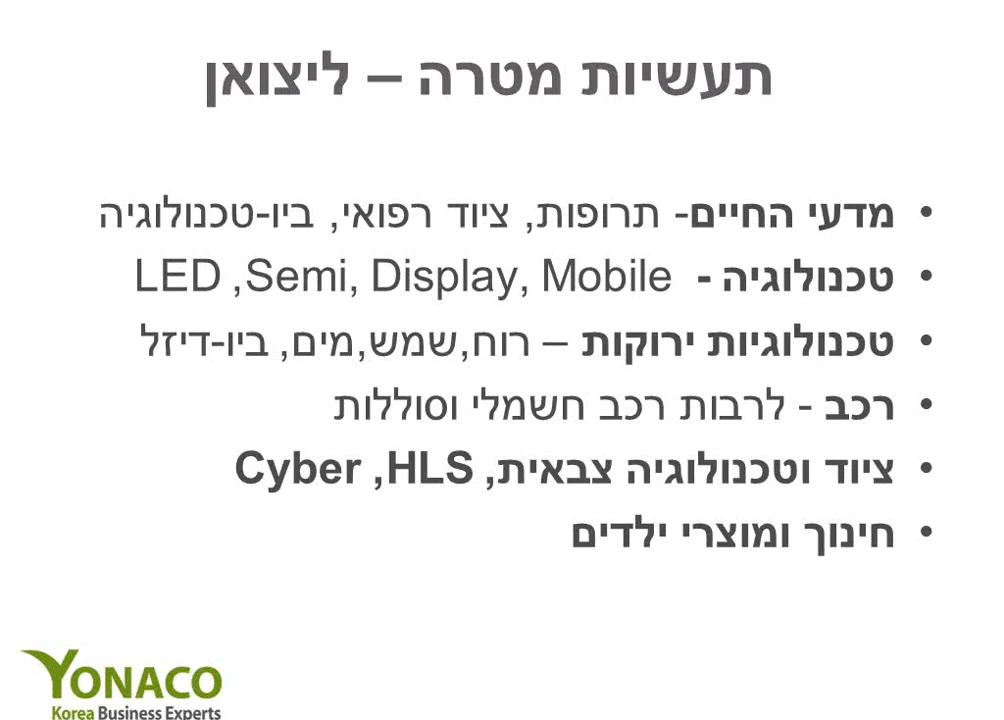 תעשיות מטרה – ליצואן
• מדעי החיים- תרופות, ציוד רפואי, ביו-טכנולוגיה
• טכנולוגיה - LED ,Semi, Display, Mobile
• טכנולוגיות ירוקות – רוח,שמש,מים, ביו-דיזל
• רכב - לרבות רכב חשמלי וסוללות
• ציוד וטכנולוגיה צבאית, Cyber ,HLS
• חינוך ומוצרי ילדים
YONACO
Korea Business Experts